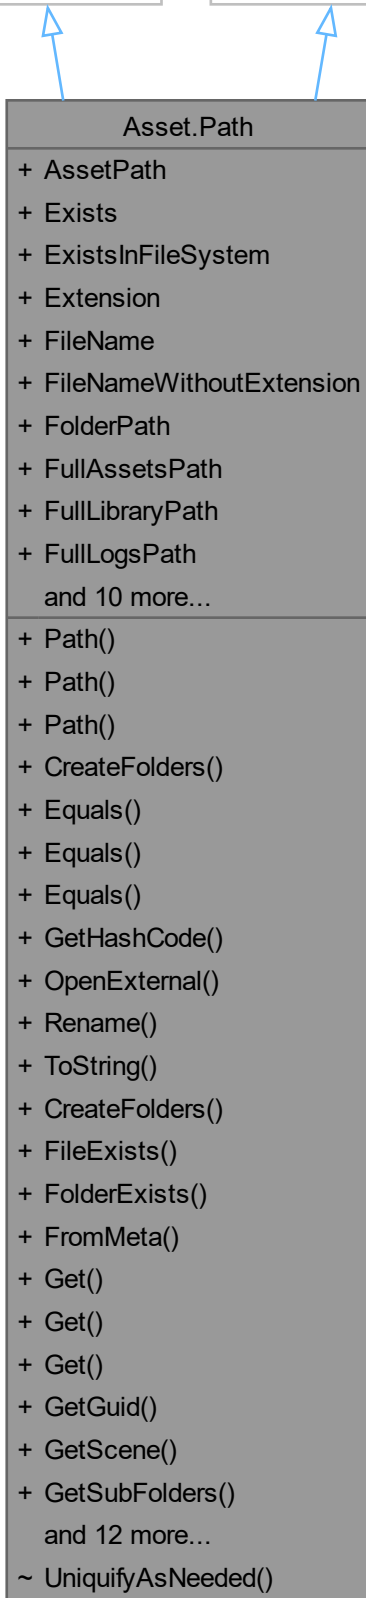 Asset.Path
+ AssetPath
+ Exists
+ ExistsInFileSystem
+ Extension
+ FileName
+ FileNameWithoutExtension
+ FolderPath
+ FullAssetsPath
+ FullLibraryPath
+ FullLogsPath
and 10 more...
+ Path()
+ Path()
+ Path()
+ CreateFolders()
+ Equals()
+ Equals()
+ Equals()
+ GetHashCode()
+ OpenExternal()
+ Rename()
+ ToString()
+ CreateFolders()
+ FileExists()
+ FolderExists()
+ FromMeta()
+ Get()
+ Get()
+ Get()
+ GetGuid()
+ GetScene()
+ GetSubFolders()
and 12 more...
~ UniquifyAsNeeded()